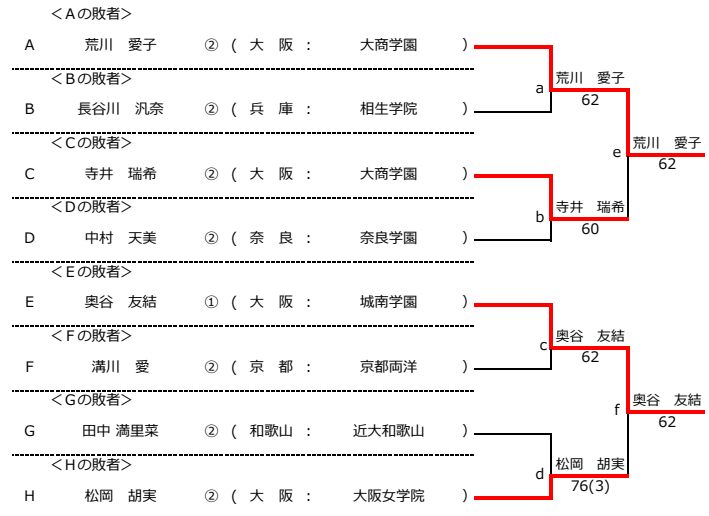 <Aの敗者>
A 荒川 愛子 ② ( 大 阪 : 大商学園 )
a 荒川 愛子
62
<Bの敗者>
B 長谷川 汎奈 ② ( 兵 庫 : 相生学院 )
e 荒川 愛子
62
<Cの敗者>
C 寺井 瑞希 ② ( 大 阪 : 大商学園 )
b 寺井 瑞希
60
<Dの敗者>
D 中村 天美 ② ( 奈 良 : 奈良学園 )
<Eの敗者>
E 奥谷 友結 ① ( 大 阪 : 城南学園 )
c 奥谷 友結
62
<Fの敗者>
F 溝川 愛 ② ( 京 都 : 京都両洋 )
f 奥谷 友結
62
<Gの敗者>
G 田中 満里菜 ② ( 和歌山 : 近大和歌山 )
d 松岡 胡実
76(3)
<Hの敗者>
H 松岡 胡実 ② ( 大 阪 : 大阪女学院 )